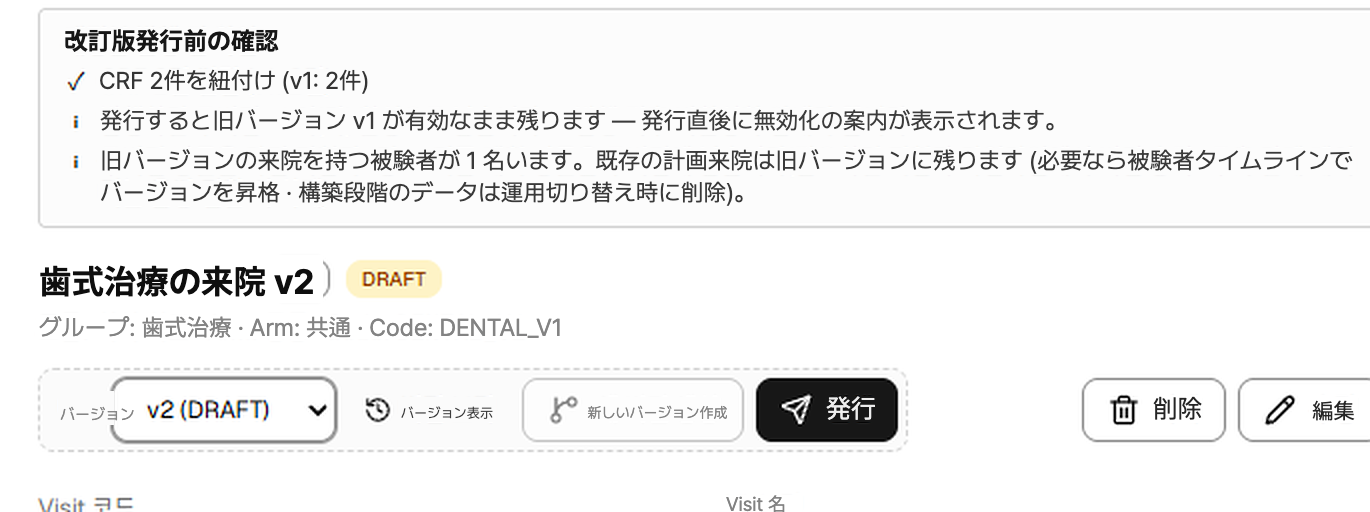 改訂版発行前の確認
✓ CRF 2件を紐付け (v1: 2件)
i 発行すると旧バージョン v1 が有効なまま残ります — 発行直後に無効化の案内が表示されます。
i 旧バージョンの来院を持つ被験者が 1 名います。既存の計画来院は旧バージョンに残ります (必要なら被験者タイムラインで
バージョンを昇格 · 構築段階のデータは運用切り替え時に削除)。
歯式治療の来院 v2 ) DRAFT
グループ: 歯式治療 · Arm: 共通 · Code: DENTAL_V1
バージョン v2 (DRAFT) バージョン表示 新しいバージョン作成 発行 削除 編集
Visit 코드 Visit 名